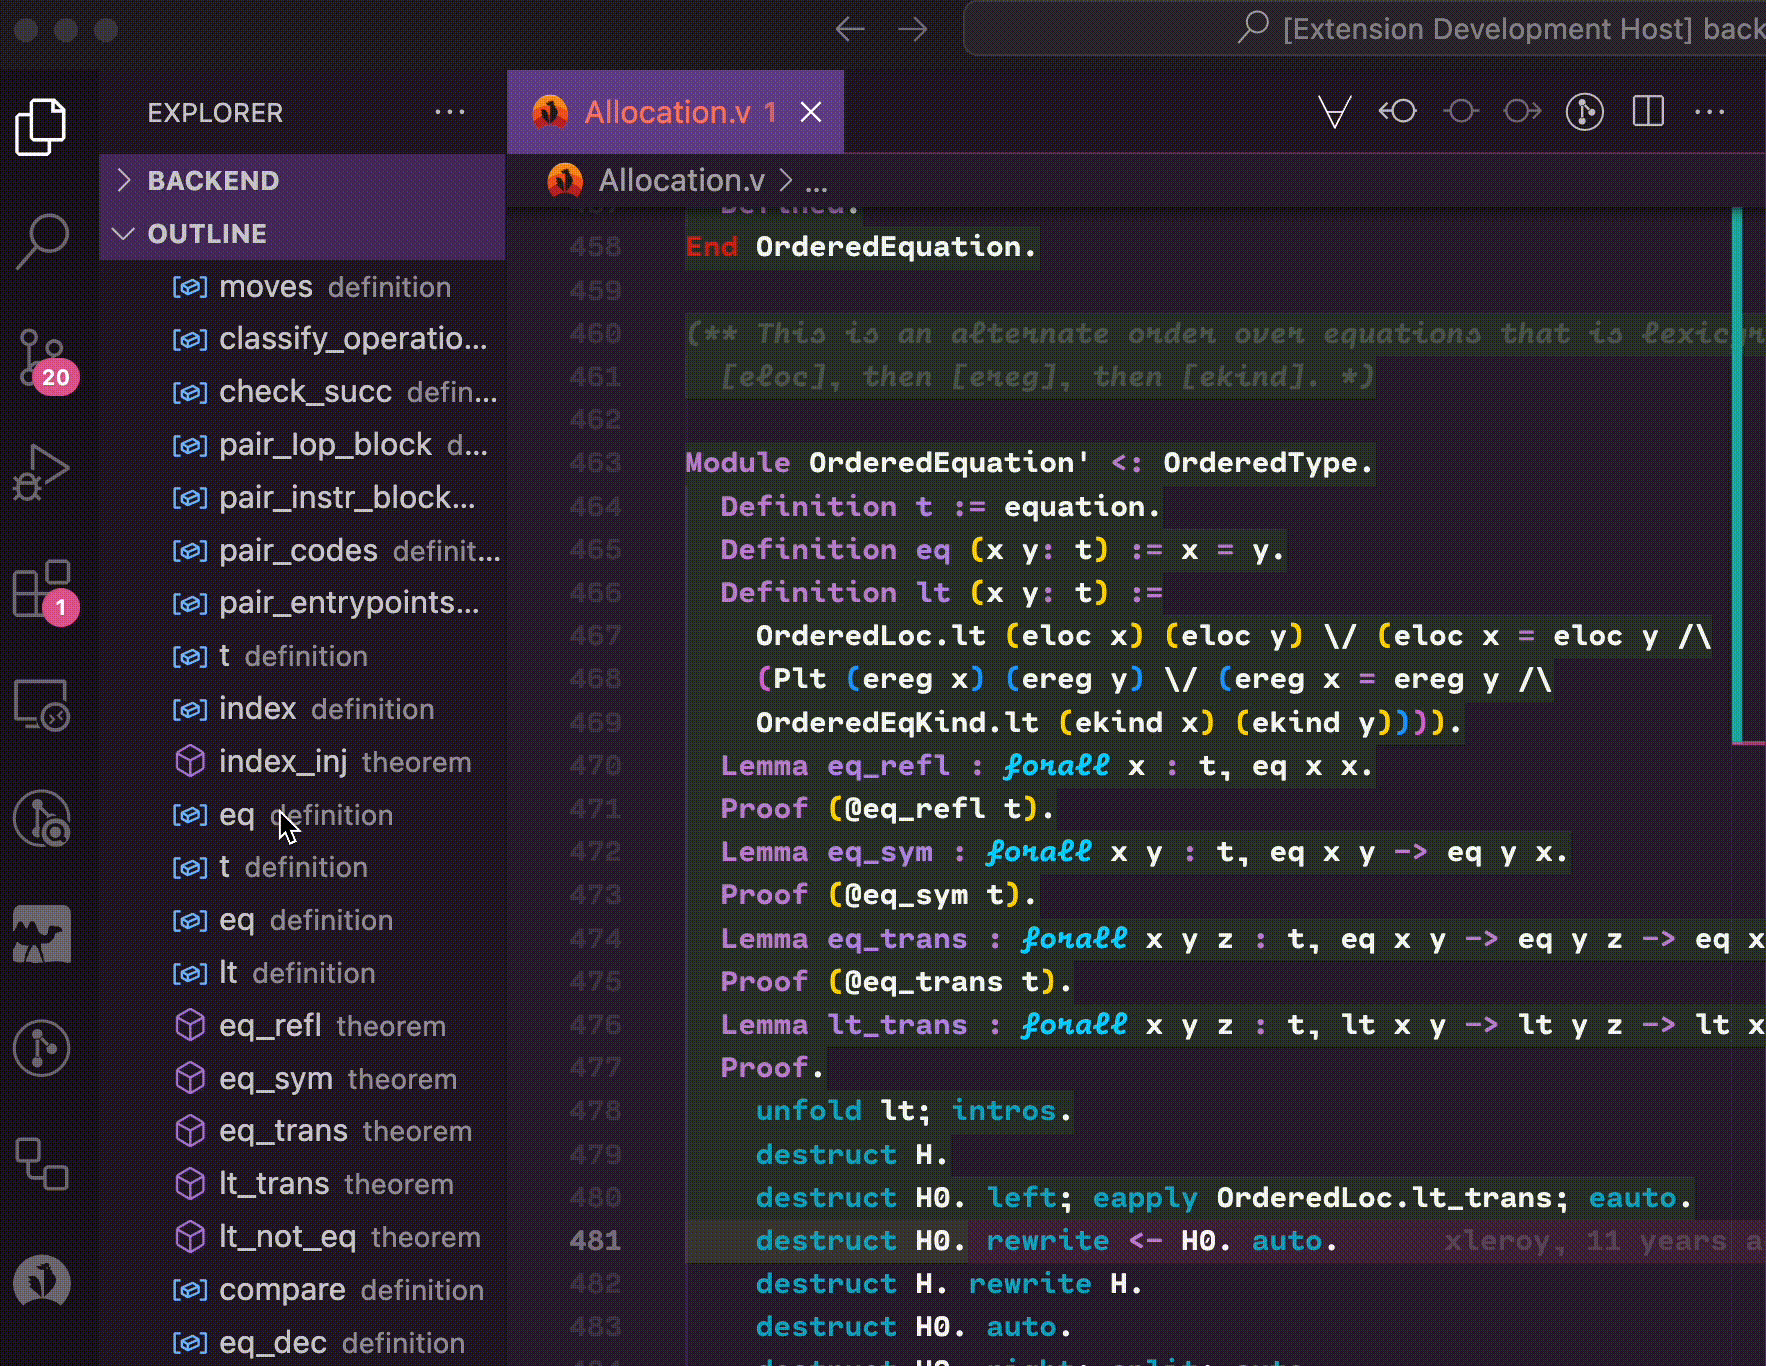 [Extension Development Host] back
EXPLORER
BACKEND
OUTLINE
moves definition
classify_operatio...
check_succ defin...
pair_lop_block d...
pair_instr_block...
pair_codes definit...
pair_entrypoints...
t definition
index definition
index_inj theorem
eq definition
t definition
eq definition
lt definition
eq_refl theorem
eq_sym theorem
eq_trans theorem
lt_trans theorem
lt_not_eq theorem
compare definition
eq_dec definition
20
1
Allocation.v 1
Allocation.v > ...
457 Defined.
458 End OrderedEquation.
459
460 (** This is an alternate order over equations that is lexicgr
461 [eloc], then [ereg], then [ekind]. *)
462
463 Module OrderedEquation' <: OrderedType.
464 Definition t := equation.
465 Definition eq (x y: t) := x = y.
466 Definition lt (x y: t) :=
467 OrderedLoc.lt (eloc x) (eloc y) \/ (eloc x = eloc y /\
468 (Plt (ereg x) (ereg y) \/ (ereg x = ereg y /\
469 OrderedEqKind.lt (ekind x) (ekind y)))).
470 Lemma eq_refl : forall x : t, eq x x.
471 Proof (@eq_refl t).
472 Lemma eq_sym : forall x y : t, eq x y -> eq y x.
473 Proof (@eq_sym t).
474 Lemma eq_trans : forall x y z : t, eq x y -> eq y z -> eq x
475 Proof (@eq_trans t).
476 Lemma lt_trans : forall x y z : t, lt x y -> lt y z -> lt x
477 Proof.
478 unfold lt; intros.
479 destruct H.
480 destruct H0. left; eapply OrderedLoc.lt_trans; eauto.
481 destruct H0. rewrite <- H0. auto. xleroy, 11 years a
482 destruct H. rewrite H.
483 destruct H0. auto.